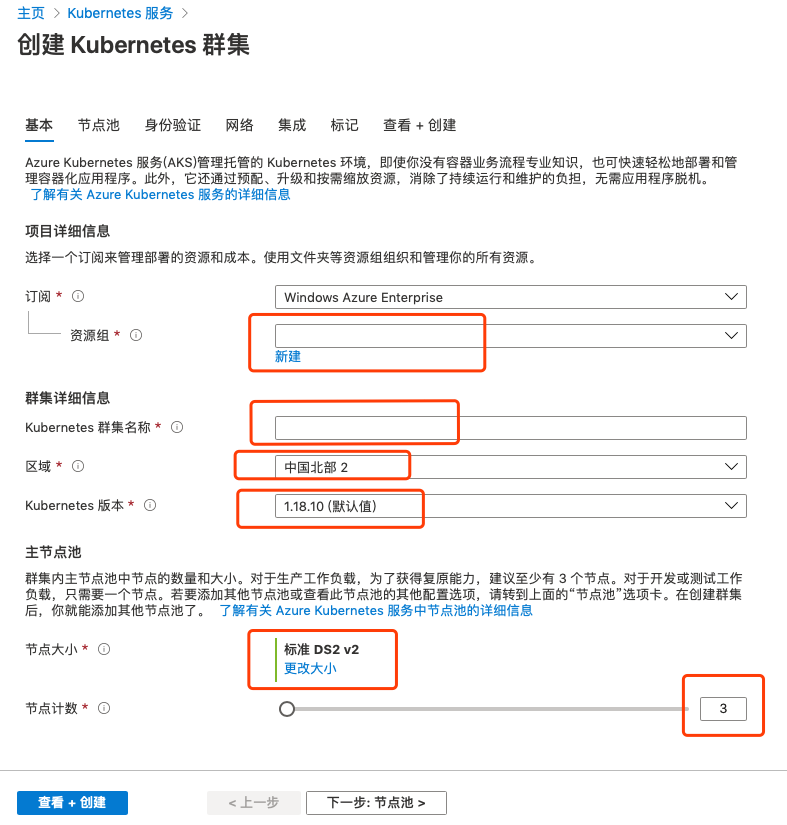 主页 > Kubernetes 服务 >
创建 Kubernetes 群集
基本 节点池 身份验证 网络 集成 标记 查看 + 创建
Azure Kubernetes 服务(AKS)管理托管的 Kubernetes 环境，即使你没有容器业务流程专业知识，也可快速轻松地部署和管
理容器化应用程序。此外，它还通过预配、升级和按需缩放资源，消除了持续运行和维护的负担，无需应用程序脱机。
了解有关 Azure Kubernetes 服务的详细信息
项目详细信息
选择一个订阅来管理部署的资源和成本。使用文件夹等资源组组织和管理你的所有资源。
订阅 * Windows Azure Enterprise
资源组 *
新建
群集详细信息
Kubernetes 群集名称 *
区域 * 中国北部 2
Kubernetes 版本 * 1.18.10 (默认值)
主节点池
群集内主节点池中节点的数量和大小。对于生产工作负载，为了获得复原能力，建议至少有 3 个节点。对于开发或测试工作
负载，只需要一个节点。若要添加其他节点池或查看此节点池的其他配置选项，请转到上面的“节点池”选项卡。在创建群集
后，你就能添加其他节点池了。 了解有关 Azure Kubernetes 服务中节点池的详细信息
节点大小 * 标准 DS2 v2
更改大小
节点计数 * 3
查看 + 创建 < 上一步 下一步: 节点池 >